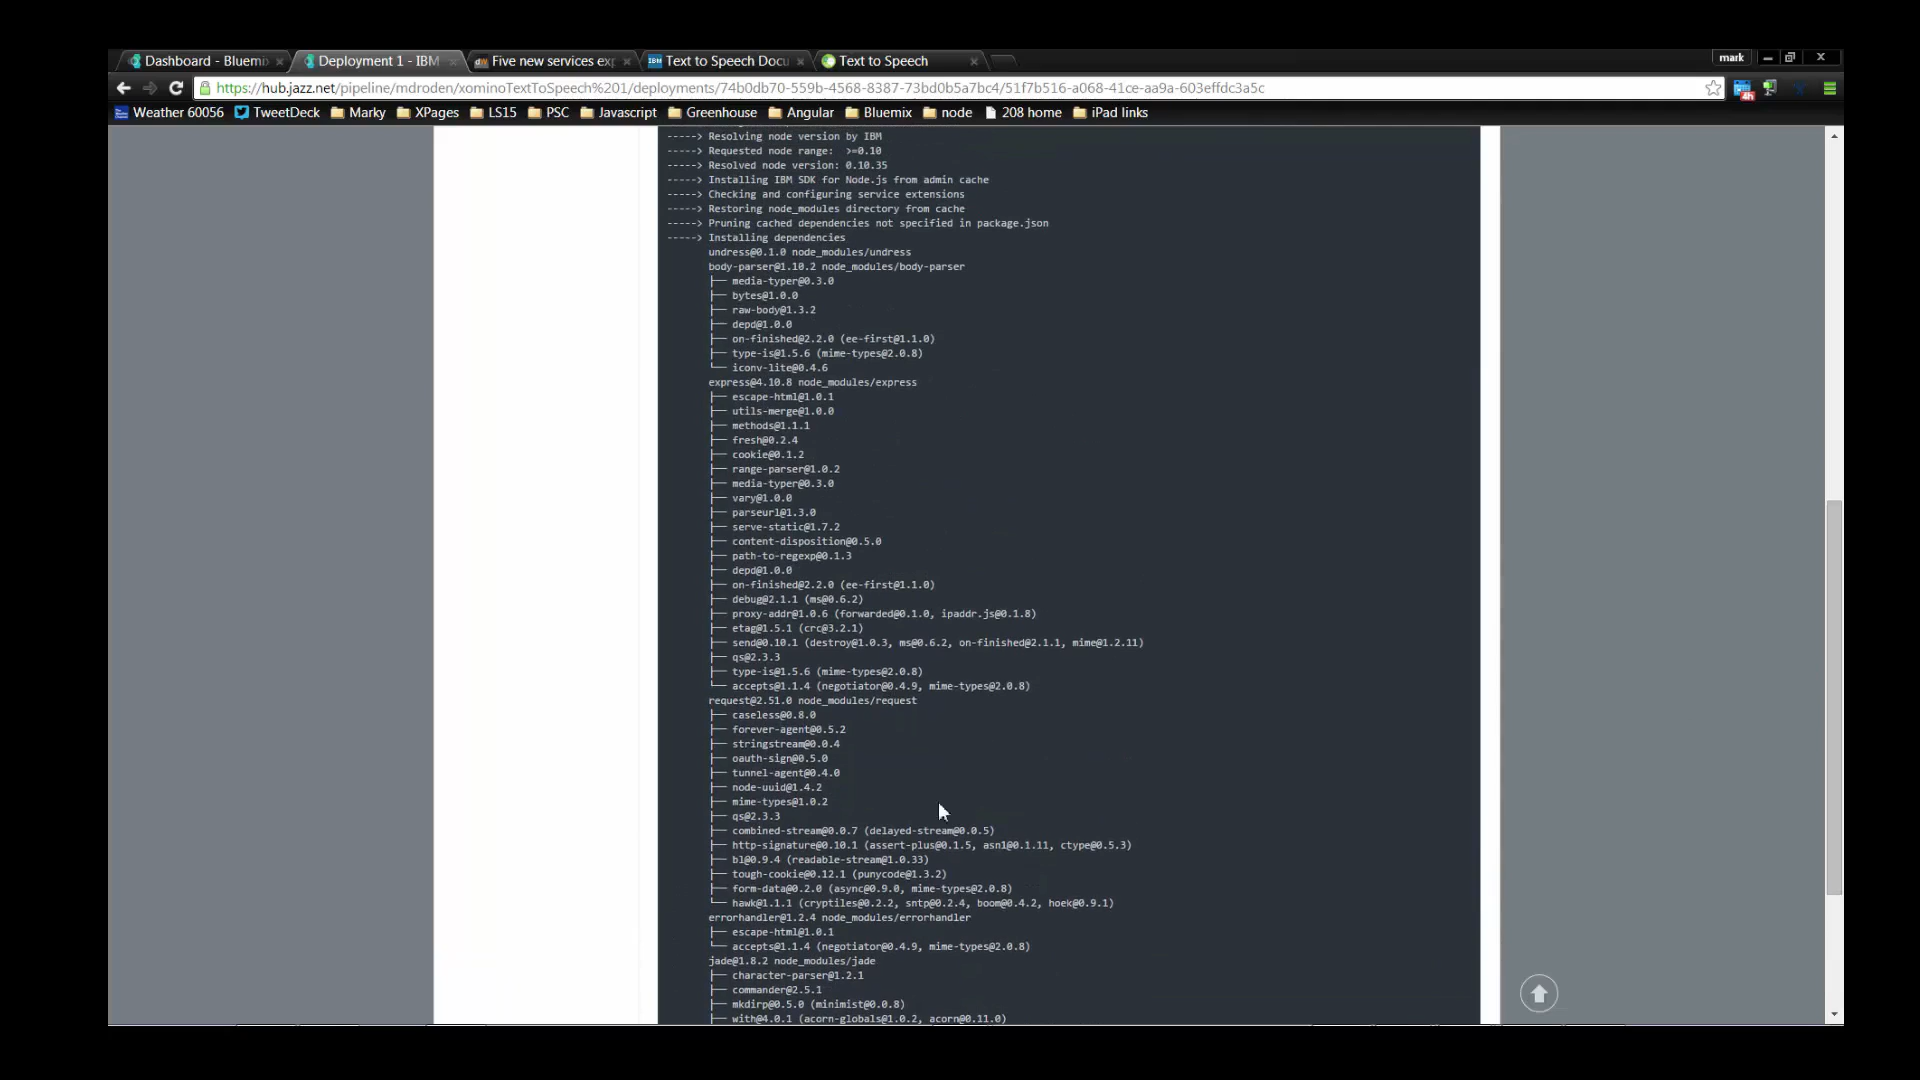 Dashboard - Bluemi
Deployment 1 - IBM
Five new services exp
Text to Speech Docu
Text to Speech
mark
https://hub.jazz.net/pipeline/mdroden/xominoTextToSpeech%201/deployments/74b0db70-559b-4568-8387-73bd0b5a7bc4/51f7b516-a068-41ce-aa9a-603effdc3a5c
Weather 60056 TweetDeck Marky XPages LS15 PSC Javascript Greenhouse Angular Bluemix node 208 home iPad links
-----> Resolving node version by IBM
-----> Requested node range:  >=0.10
-----> Resolved node version: 0.10.35
-----> Installing IBM SDK for Node.js from admin cache
-----> Checking and configuring service extensions
-----> Restoring node_modules directory from cache
-----> Pruning cached dependencies not specified in package.json
-----> Installing dependencies
undress@0.1.0 node_modules/undress
body-parser@1.10.2 node_modules/body-parser
├── media-typer@0.3.0
├── bytes@1.0.0
├── raw-body@1.3.2
├── depd@1.0.0
├── on-finished@2.2.0 (ee-first@1.1.0)
├── type-is@1.5.6 (mime-types@2.0.8)
└── iconv-lite@0.4.6
express@4.10.8 node_modules/express
├── escape-html@1.0.1
├── utils-merge@1.0.0
├── methods@1.1.1
├── fresh@0.2.4
├── cookie@0.1.2
├── range-parser@1.0.2
├── media-typer@0.3.0
├── vary@1.0.0
├── parseurl@1.3.0
├── serve-static@1.7.2
├── content-disposition@0.5.0
├── path-to-regexp@0.1.3
├── depd@1.0.0
├── on-finished@2.2.0 (ee-first@1.1.0)
├── debug@2.1.1 (ms@0.6.2)
├── proxy-addr@1.0.6 (forwarded@0.1.0, ipaddr.js@0.1.8)
├── etag@1.5.1 (crc@3.2.1)
├── send@0.10.1 (destroy@1.0.3, ms@0.6.2, on-finished@2.1.1, mime@1.2.11)
├── qs@2.3.3
├── type-is@1.5.6 (mime-types@2.0.8)
└── accepts@1.1.4 (negotiator@0.4.9, mime-types@2.0.8)
request@2.51.0 node_modules/request
├── caseless@0.8.0
├── forever-agent@0.5.2
├── stringstream@0.0.4
├── oauth-sign@0.5.0
├── tunnel-agent@0.4.0
├── node-uuid@1.4.2
├── mime-types@1.0.2
├── qs@2.3.3
├── combined-stream@0.0.7 (delayed-stream@0.0.5)
├── http-signature@0.10.1 (assert-plus@0.1.5, asn1@0.1.11, ctype@0.5.3)
├── bl@0.9.4 (readable-stream@1.0.33)
├── tough-cookie@0.12.1 (punycode@1.3.2)
├── form-data@0.2.0 (async@0.9.0, mime-types@2.0.8)
└── hawk@1.1.1 (cryptiles@0.2.2, sntp@0.2.4, boom@0.4.2, hoek@0.9.1)
errorhandler@1.2.4 node_modules/errorhandler
├── escape-html@1.0.1
└── accepts@1.1.4 (negotiator@0.4.9, mime-types@2.0.8)
jade@1.8.2 node_modules/jade
├── character-parser@1.2.1
├── commander@2.5.1
├── mkdirp@0.5.0 (minimist@0.0.8)
├── with@4.0.1 (acorn-globals@1.0.2, acorn@0.11.0)